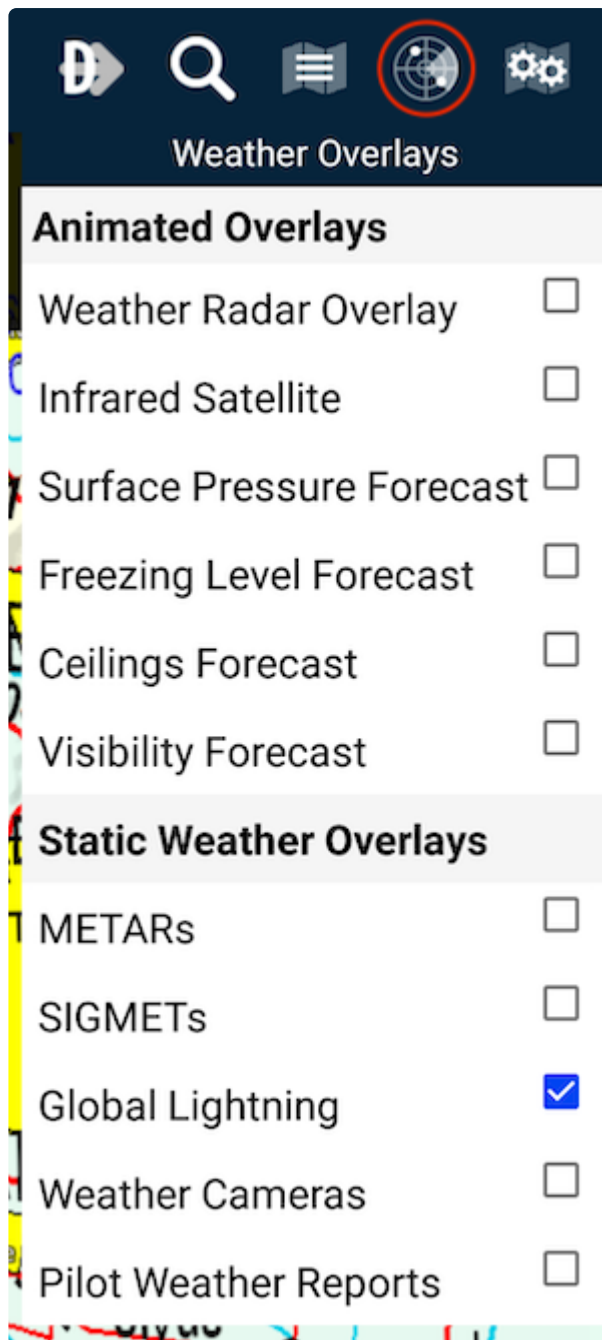 D
Weather Overlays
Animated Overlays
Weather Radar Overlay
Infrared Satellite
Surface Pressure Forecast
Freezing Level Forecast
Ceilings Forecast
Visibility Forecast
Static Weather Overlays
METARs
SIGMETs
Global Lightning
Weather Cameras
Pilot Weather Reports